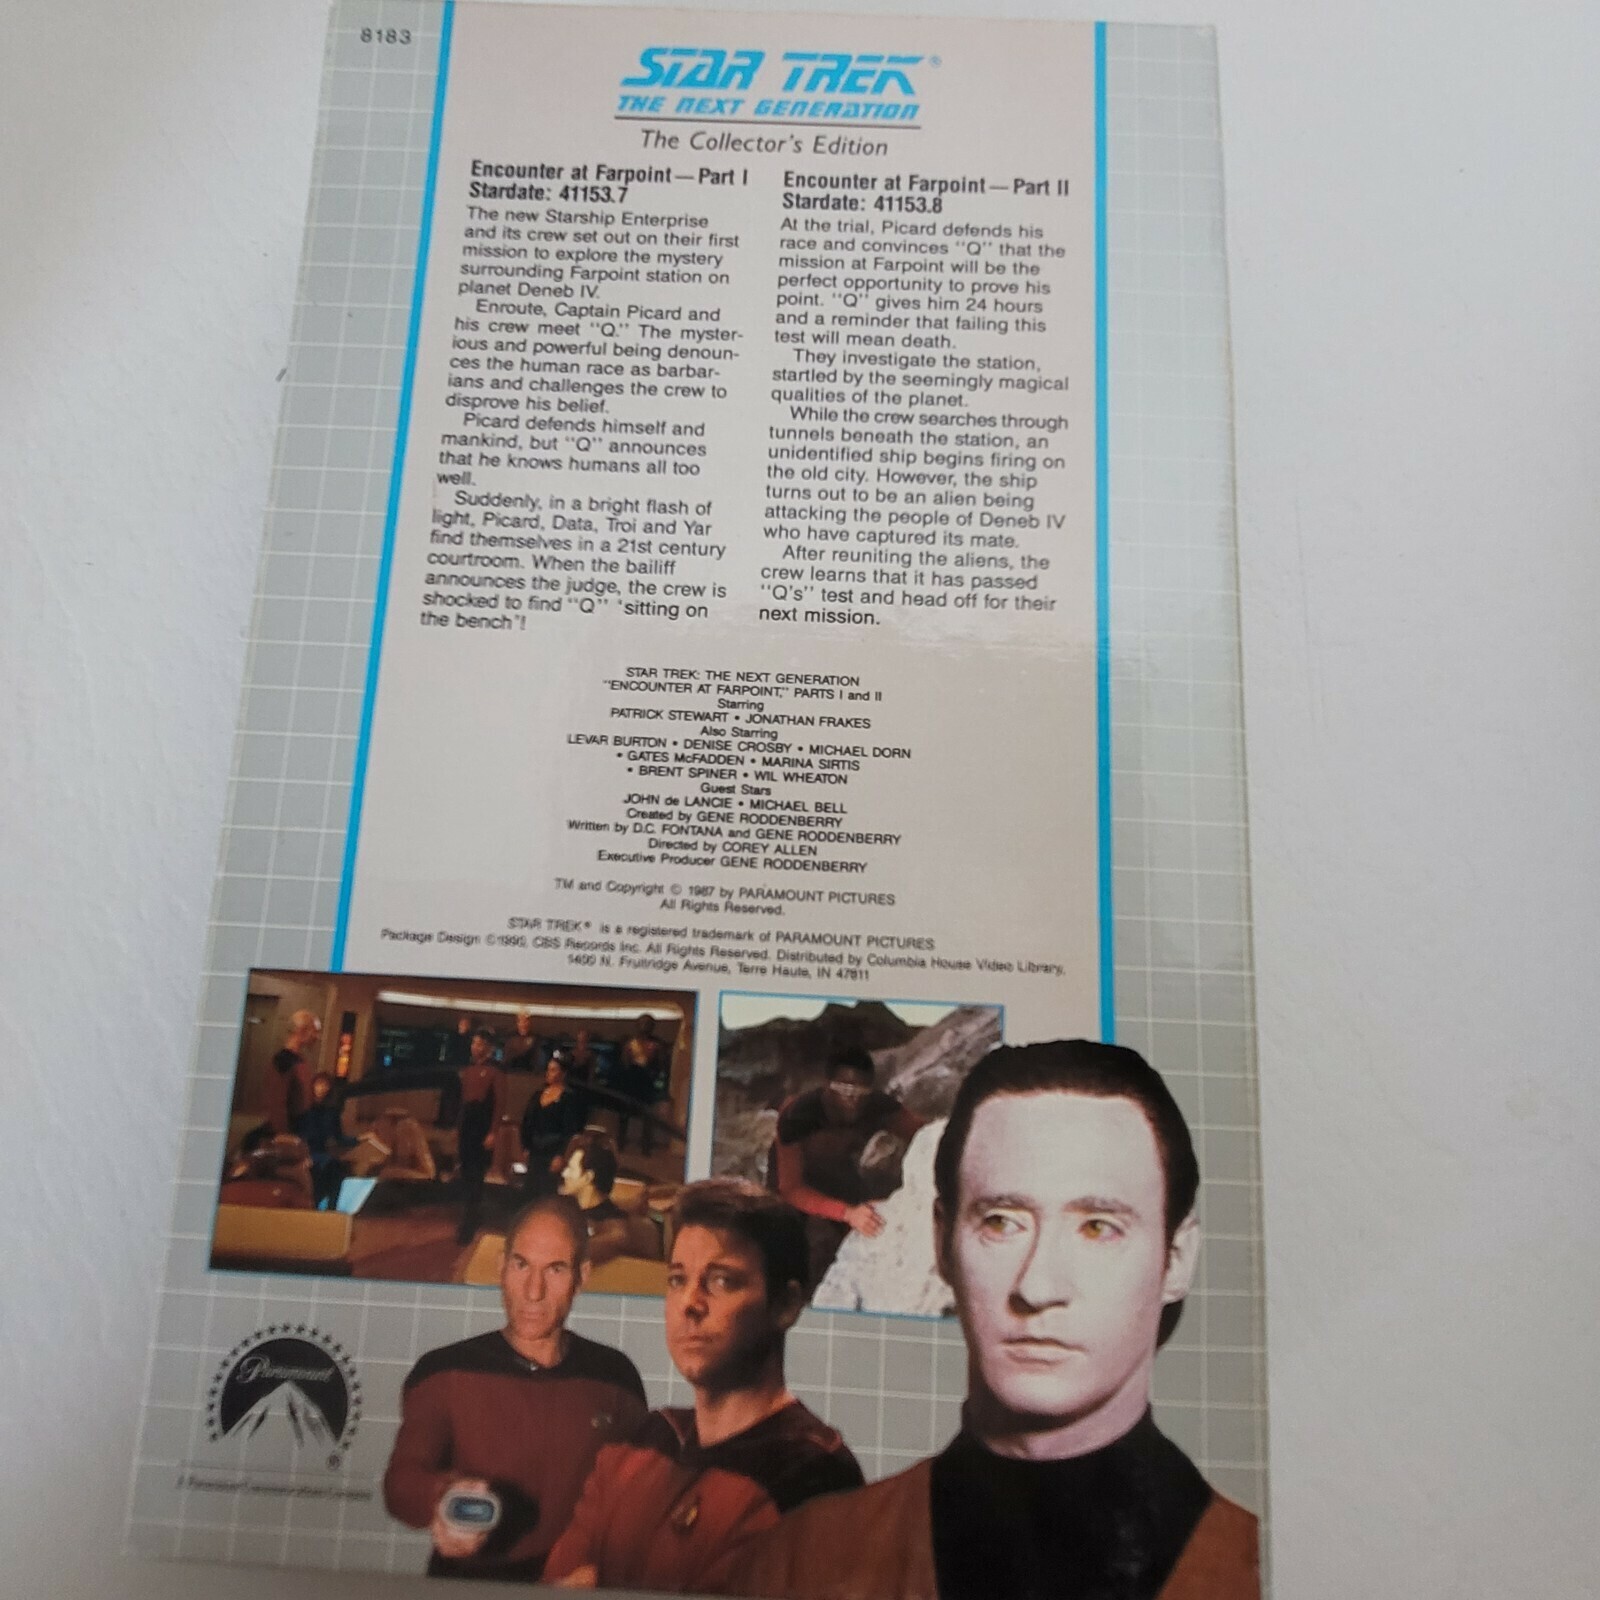 8183
STAR TREK®
THE NEXT GENERATION
The Collector's Edition
Encounter at Farpoint — Part I
Stardate: 41153.7
The new Starship Enterprise
and its crew set out on their first
mission to explore the mystery
surrounding Farpoint station on
planet Deneb IV.
Enroute, Captain Picard and
his crew meet "Q." The myster-
ious and powerful being denoun-
ces the human race as barbar-
ians and challenges the crew to
disprove his belief.
Picard defends himself and
mankind, but "Q" announces
that he knows humans all too
well.
Suddenly, in a bright flash of
light, Picard, Data, Troi and Yar
find themselves in a 21st century
courtroom. When the bailiff
announces the judge, the crew is
shocked to find "Q" 'sitting on
the bench'!
Encounter at Farpoint — Part II
Stardate: 41153.8
At the trial, Picard defends his
race and convinces "Q" that the
mission at Farpoint will be the
perfect opportunity to prove his
point. "Q" gives him 24 hours
and a reminder that failing this
test will mean death.
They investigate the station,
startled by the seemingly magical
qualities of the planet.
While the crew searches through
tunnels beneath the station, an
unidentified ship begins firing on
the old city. However, the ship
turns out to be an alien being
attacking the people of Deneb IV
who have captured its mate.
After reuniting the aliens, the
crew learns that it has passed
"Q's" test and head off for their
next mission.
STAR TREK: THE NEXT GENERATION
"ENCOUNTER AT FARPOINT," PARTS I and II
Starring
PATRICK STEWART • JONATHAN FRAKES
Also Starring
LEVAR BURTON • DENISE CROSBY • MICHAEL DORN
• GATES McFADDEN • MARINA SIRTIS
• BRENT SPINER • WIL WHEATON
Guest Stars
JOHN de LANCIE • MICHAEL BELL
Created by GENE RODDENBERRY
Written by D.C. FONTANA and GENE RODDENBERRY
Directed by COREY ALLEN
Executive Producer GENE RODDENBERRY
TM and Copyright © 1987 by PARAMOUNT PICTURES
All Rights Reserved.
STAR TREK® is a registered trademark of PARAMOUNT PICTURES
Package Design © CBS Records Inc. All Rights Reserved. Distributed by Columbia House Video Library,
1400 N. Fruitridge Avenue, Terre Haute, IN 47811
Paramount
®
A Paramount Communications Company